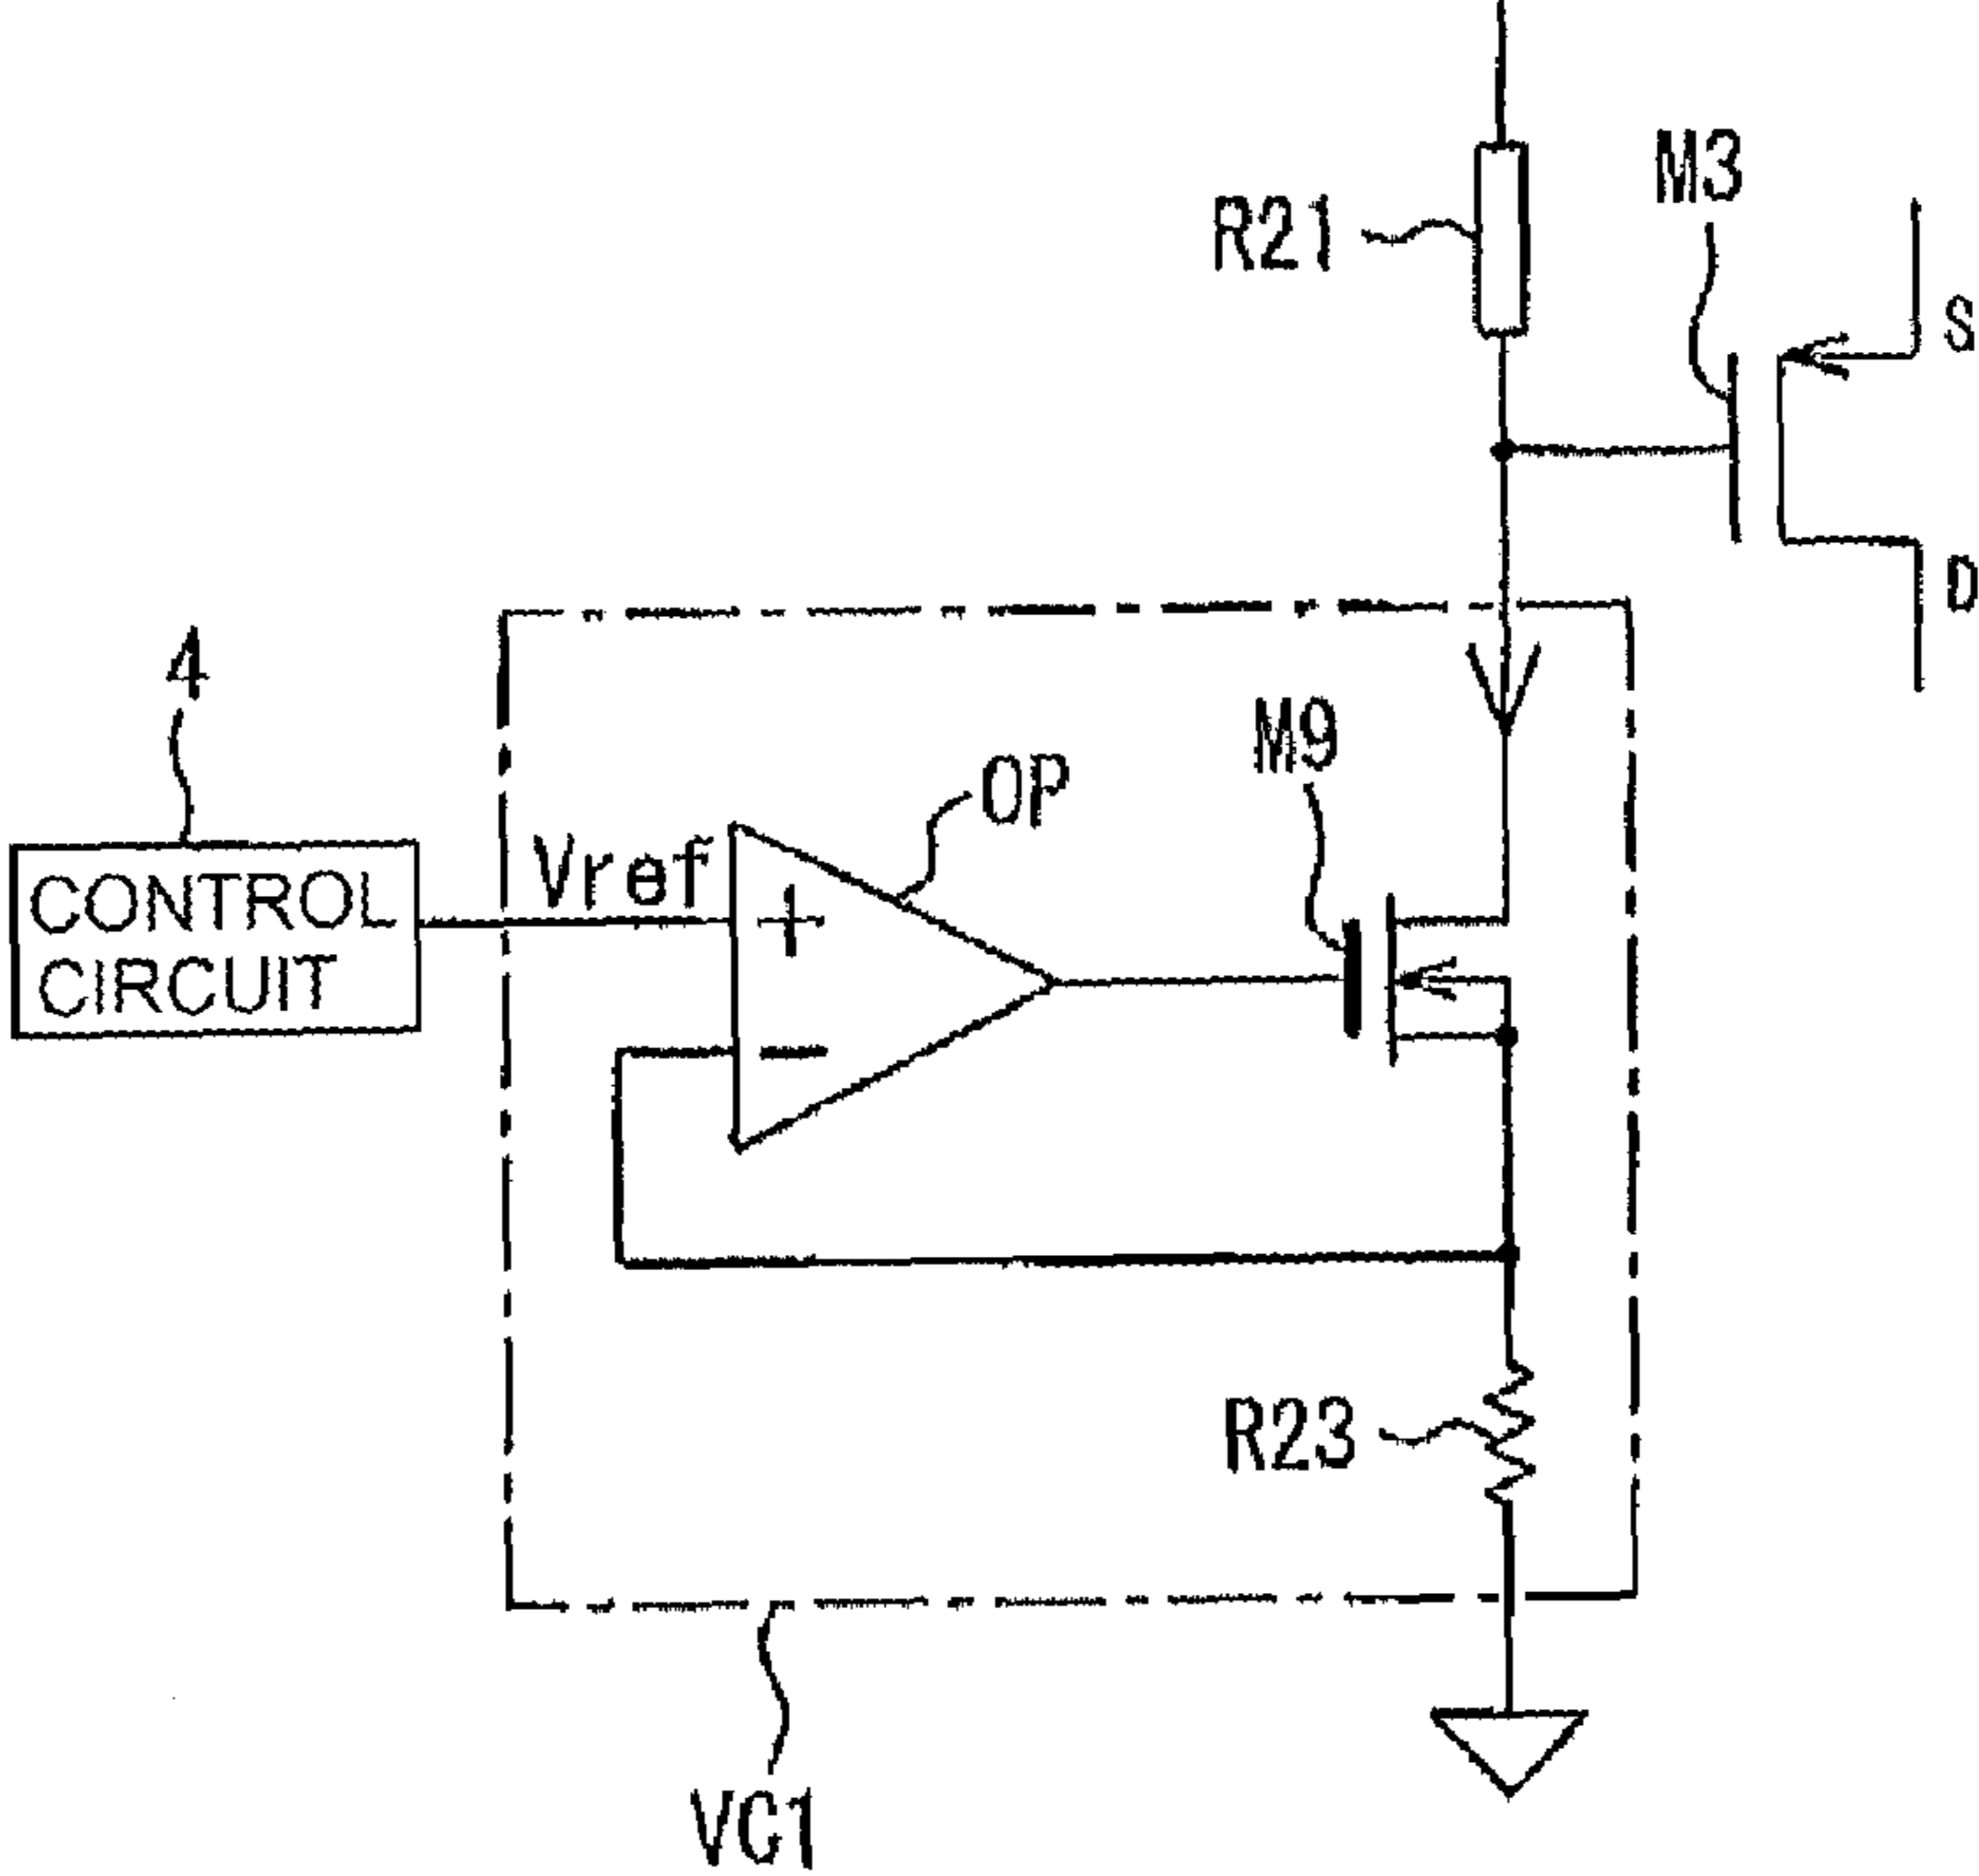 M3
R21
S
D
4
M9
OP
Vref
+
CONTROL
CIRCUIT
−
R23
VC1